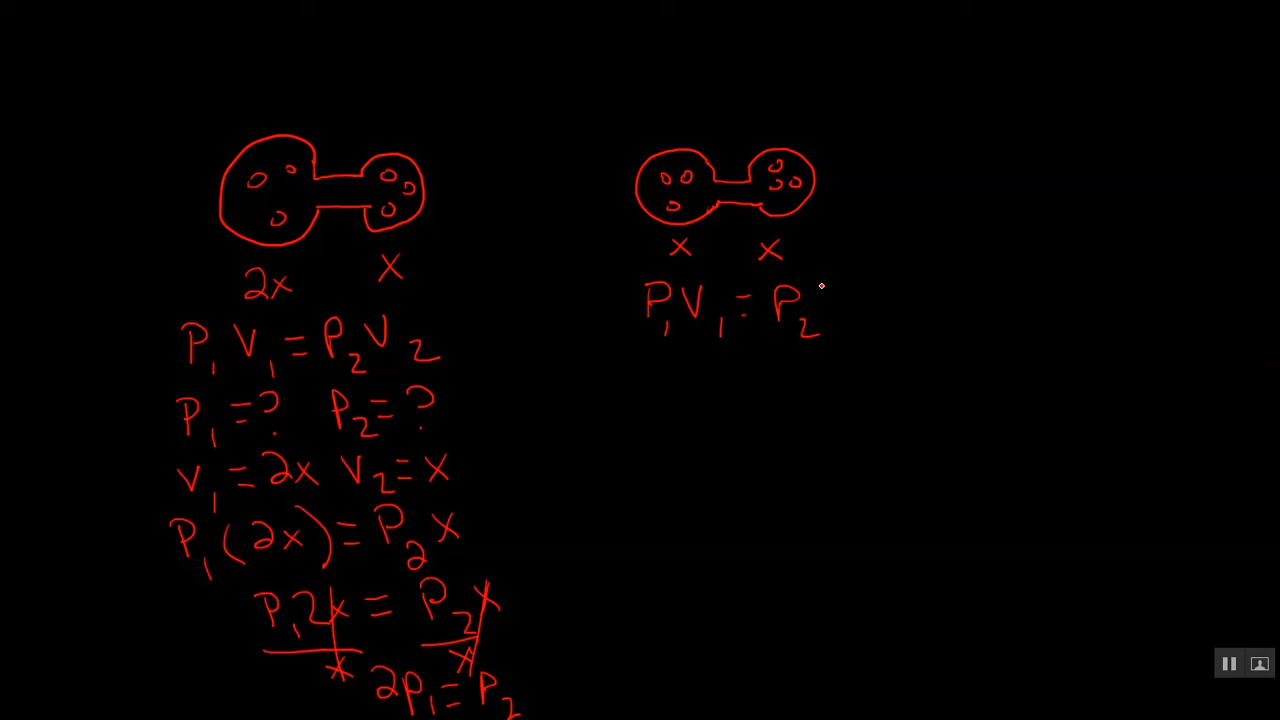 2x x
P₁V₁ = P₂V₂
P₁ = ? P₂ = ?
V₁ = 2x V₂ = x
P₁(2x) = P₂x
P₁2x = P₂x
x x
2P₁ = P₂
x x
P₁V₁ = P₂